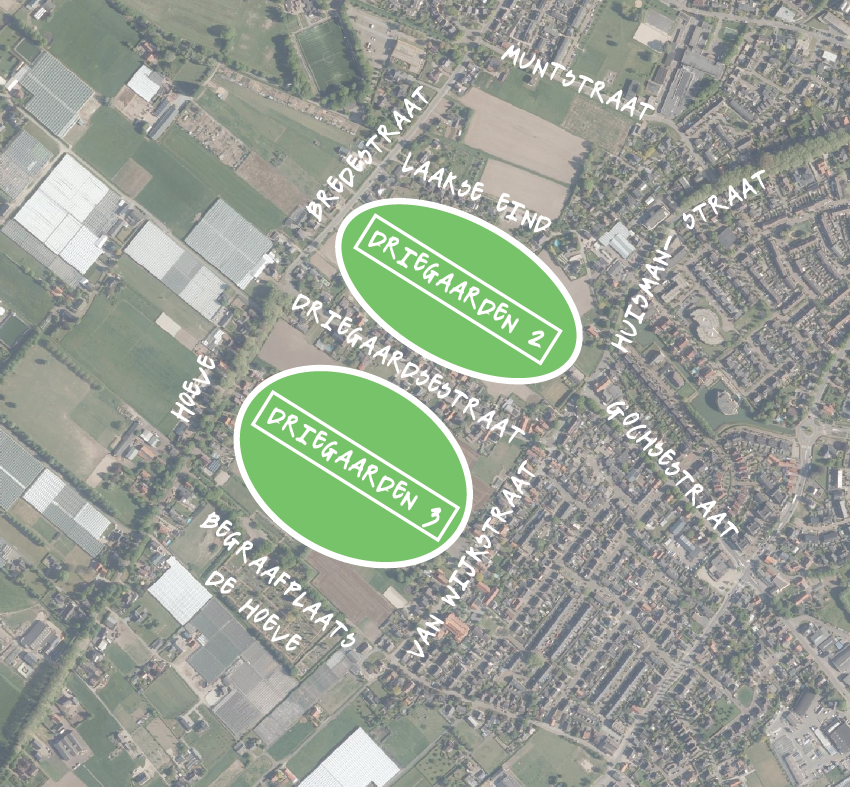 MUNTSTRAAT
BREDESTRAAT
LAAKSE EIND
HUISMAN-STRAAT
DRIEGAARDEN 2
DRIEGAARDSESTRAAT
HOEVE
GOCHSESTRAAT
DRIEGAARDEN 3
VAN WIJKSTRAAT
BEGRAAFPLAATS
DE HOEVE